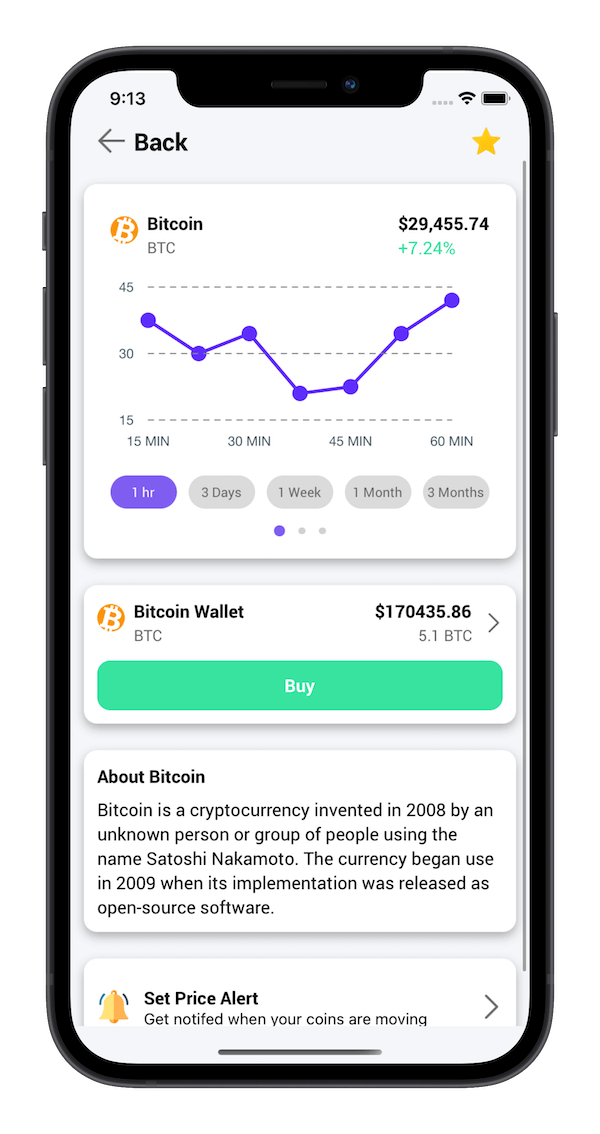 9:13
Back
Bitcoin
$29,455.74
BTC
+7.24%
45
30
15
15 MIN 30 MIN 45 MIN 60 MIN
1 hr 3 Days 1 Week 1 Month 3 Months
Bitcoin Wallet
$170435.86
BTC
5.1 BTC
Buy
About Bitcoin
Bitcoin is a cryptocurrency invented in 2008 by an
unknown person or group of people using the
name Satoshi Nakamoto. The currency began use
in 2009 when its implementation was released as
open-source software.
Set Price Alert
Get notifed when your coins are moving